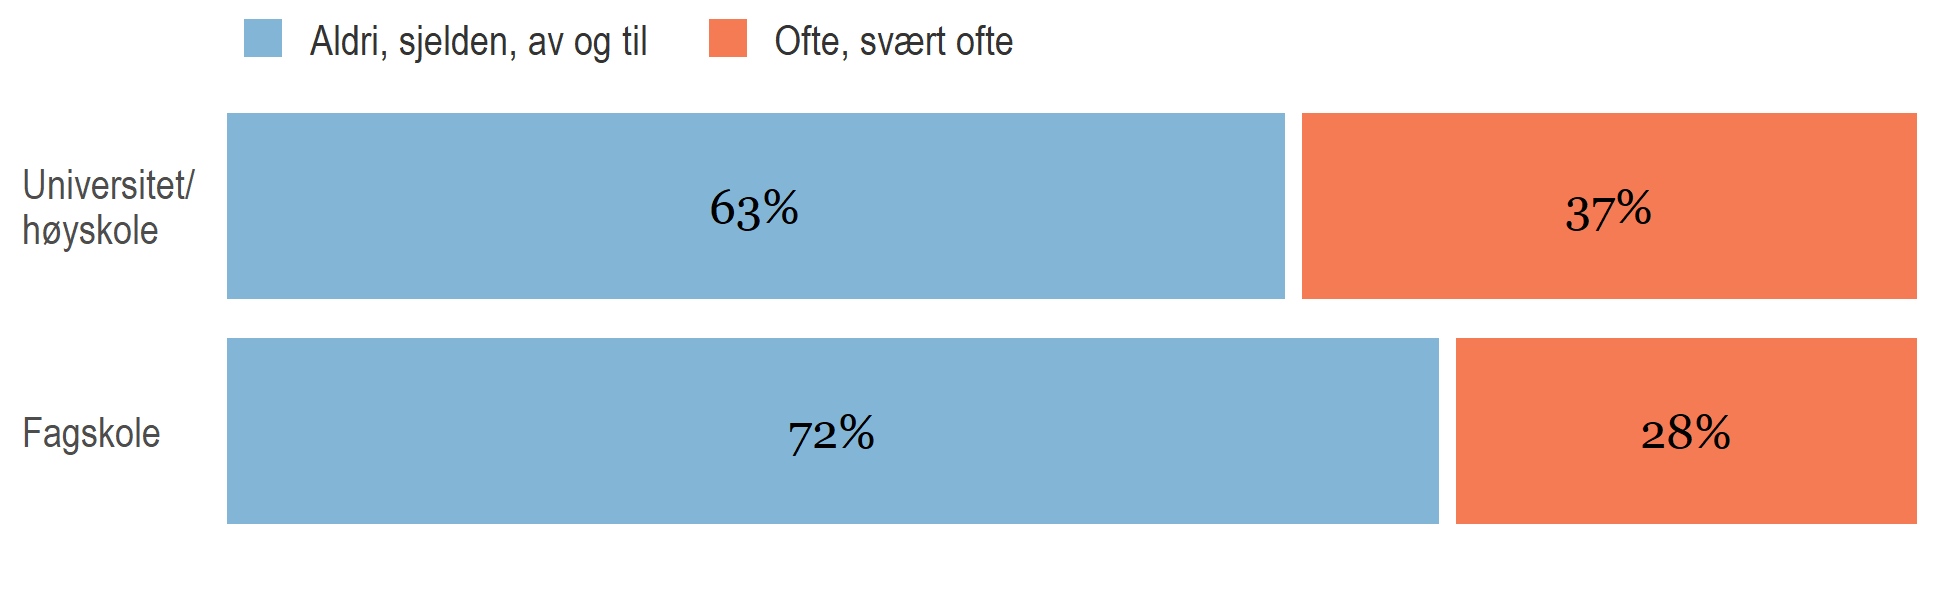 Aldri, sjelden, av og til
Ofte, svært ofte
Universitet/
høyskole
63%
37%
Fagskole
72%
28%